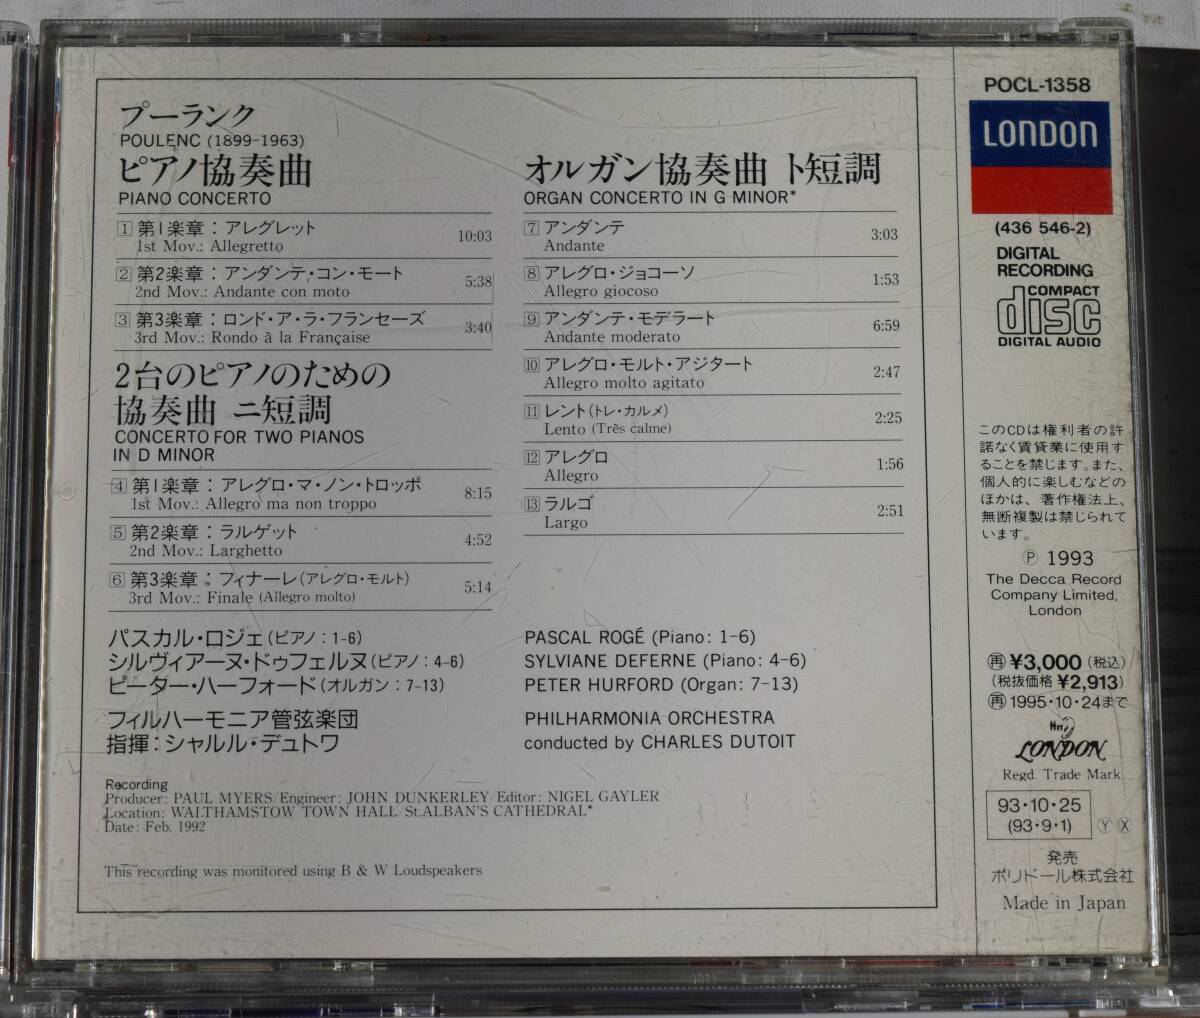 プーランク
POULENC (1899-1963)
ピアノ協奏曲
PIANO CONCERTO
1 第1楽章：アレグレット 10:03
1st Mov.: Allegretto
2 第2楽章：アンダンテ・コン・モート 5:38
2nd Mov.: Andante con moto
3 第3楽章：ロンド・ア・ラ・フランセーズ 3:40
3rd Mov.: Rondo à la Française
2台のピアノのための
協奏曲 ニ短調
CONCERTO FOR TWO PIANOS
IN D MINOR
4 第1楽章：アレグロ・マ・ノン・トロッポ 8:15
1st Mov.: Allegro ma non troppo
5 第2楽章：ラルゲット 4:52
2nd Mov.: Larghetto
6 第3楽章：フィナーレ(アレグロ・モルト) 5:14
3rd Mov.: Finale (Allegro molto)
オルガン協奏曲 ト短調
ORGAN CONCERTO IN G MINOR*
7 アンダンテ 3:03
Andante
8 アレグロ・ジョコーソ 1:53
Allegro giocoso
9 アンダンテ・モデラート 6:59
Andante moderato
10 アレグロ・モルト・アジタート 2:47
Allegro molto agitato
11 レント(トレ・カルメ) 2:25
Lento (Três calme)
12 アレグロ 1:56
Allegro
13 ラルゴ 2:51
Largo
パスカル・ロジェ(ピアノ：1-6)
シルヴィアーヌ・ドゥフェルヌ(ピアノ：4-6)
ピーター・ハーフォード(オルガン：7-13)
フィルハーモニア管弦楽団
指揮：シャルル・デュトワ
PASCAL ROGÉ (Piano: 1-6)
SYLVIANE DEFERNE (Piano: 4-6)
PETER HURFORD (Organ: 7-13)
PHILHARMONIA ORCHESTRA
conducted by CHARLES DUTOIT
Recording
Producer: PAUL MYERS/Engineer: JOHN DUNKERLEY/Editor: NIGEL GAYLER
Location: WALTHAMSTOW TOWN HALL/St.ALBAN'S CATHEDRAL*
Date: Feb. 1992
This recording was monitored using B & W Loudspeakers
POCL-1358
LONDON
(436 546-2)
DIGITAL
RECORDING
COMPACT
disc
DIGITAL AUDIO
このCDは権利者の許
諾なく賃貸業に使用す
ることを禁じます。また、
個人的に楽しむなどの
ほかは、著作権法上、
無断複製は禁じられて
います。
℗ 1993
The Decca Record
Company Limited,
London
再 ¥3,000 (税込)
(税抜価格 ¥2,913)
再 1995・10・24まで
LONDON
Regd. Trade Mark
93・10・25
(93・9・1) Ⓨ Ⓧ
発売
ポリドール株式会社
Made in Japan